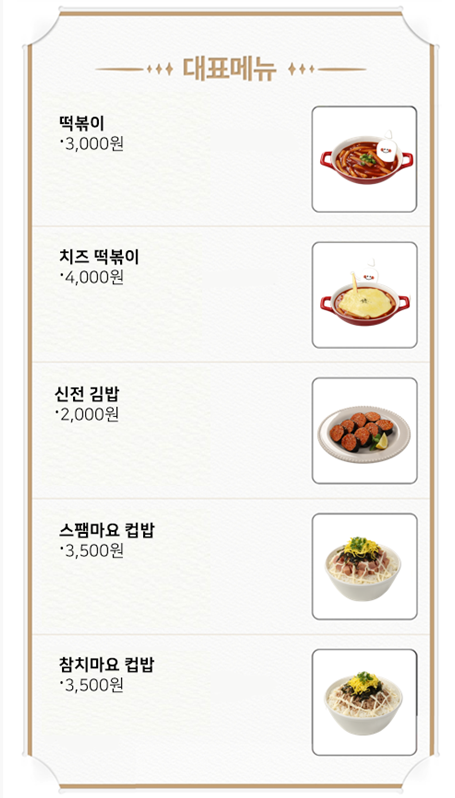 대표메뉴
떡볶이
·3,000원
치즈 떡볶이
·4,000원
신전 김밥
·2,000원
스팸마요 컵밥
·3,500원
참치마요 컵밥
·3,500원